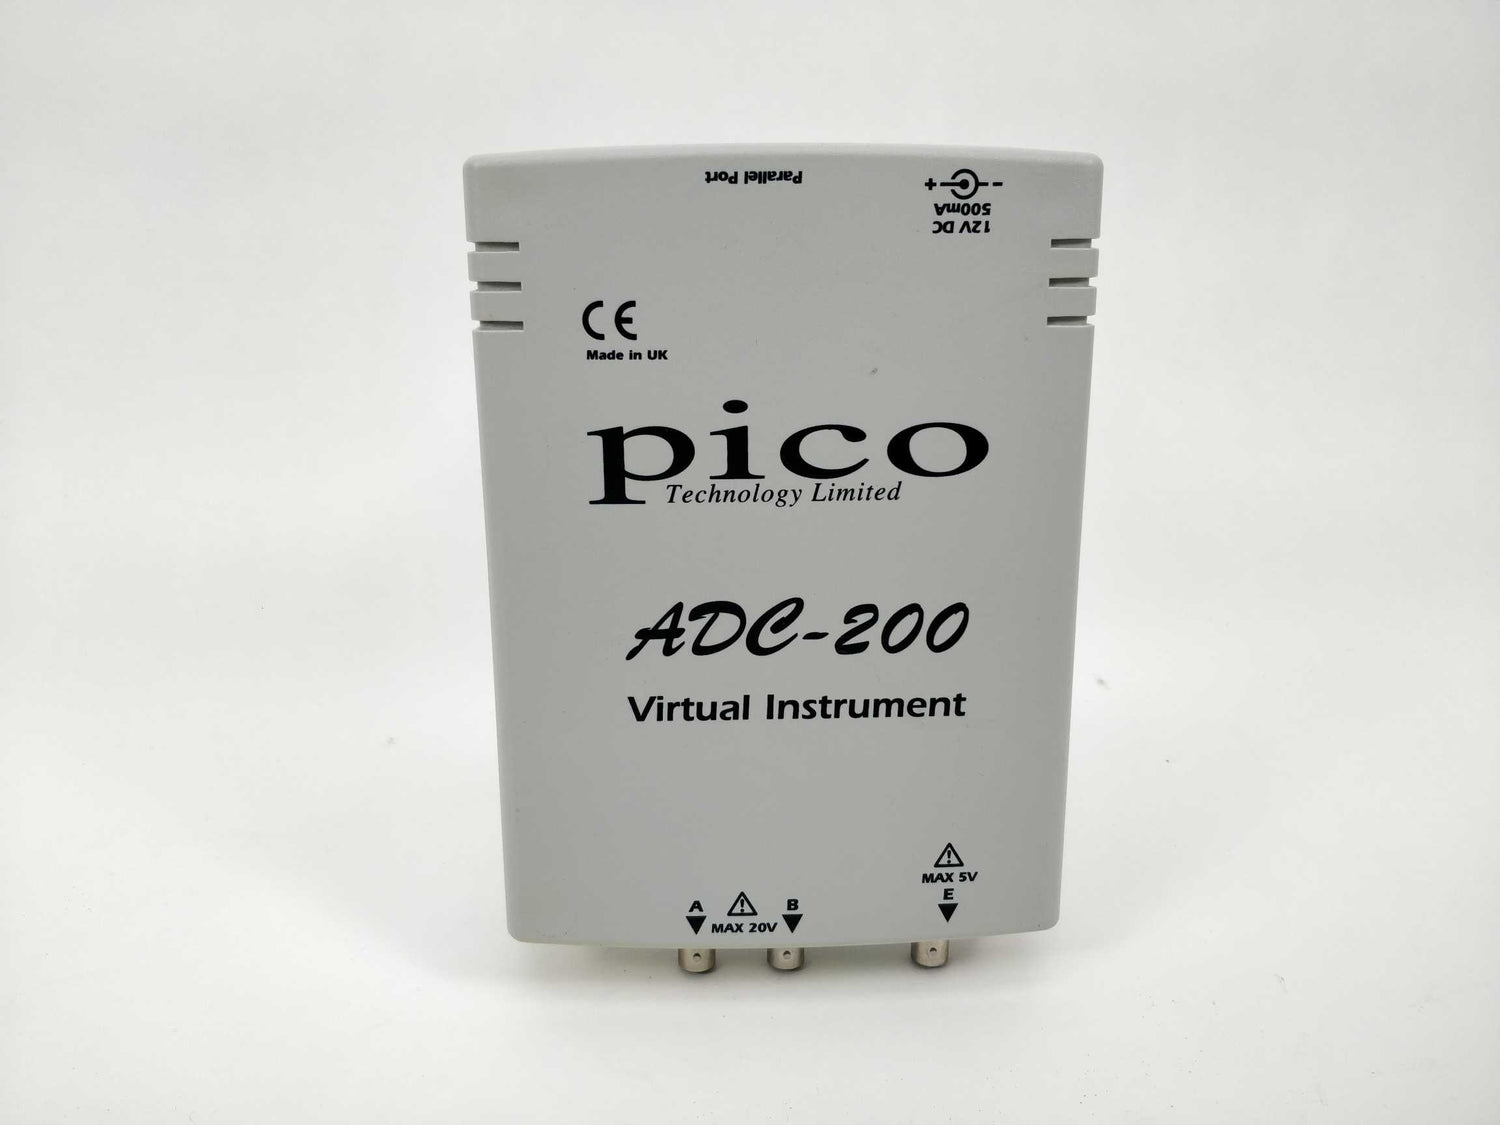 Parallel Port
+ -
500mA
12V DC
CE
Made in UK
pico
Technology Limited
ADC-200
Virtual Instrument
MAX 5V
E
A B
MAX 20V